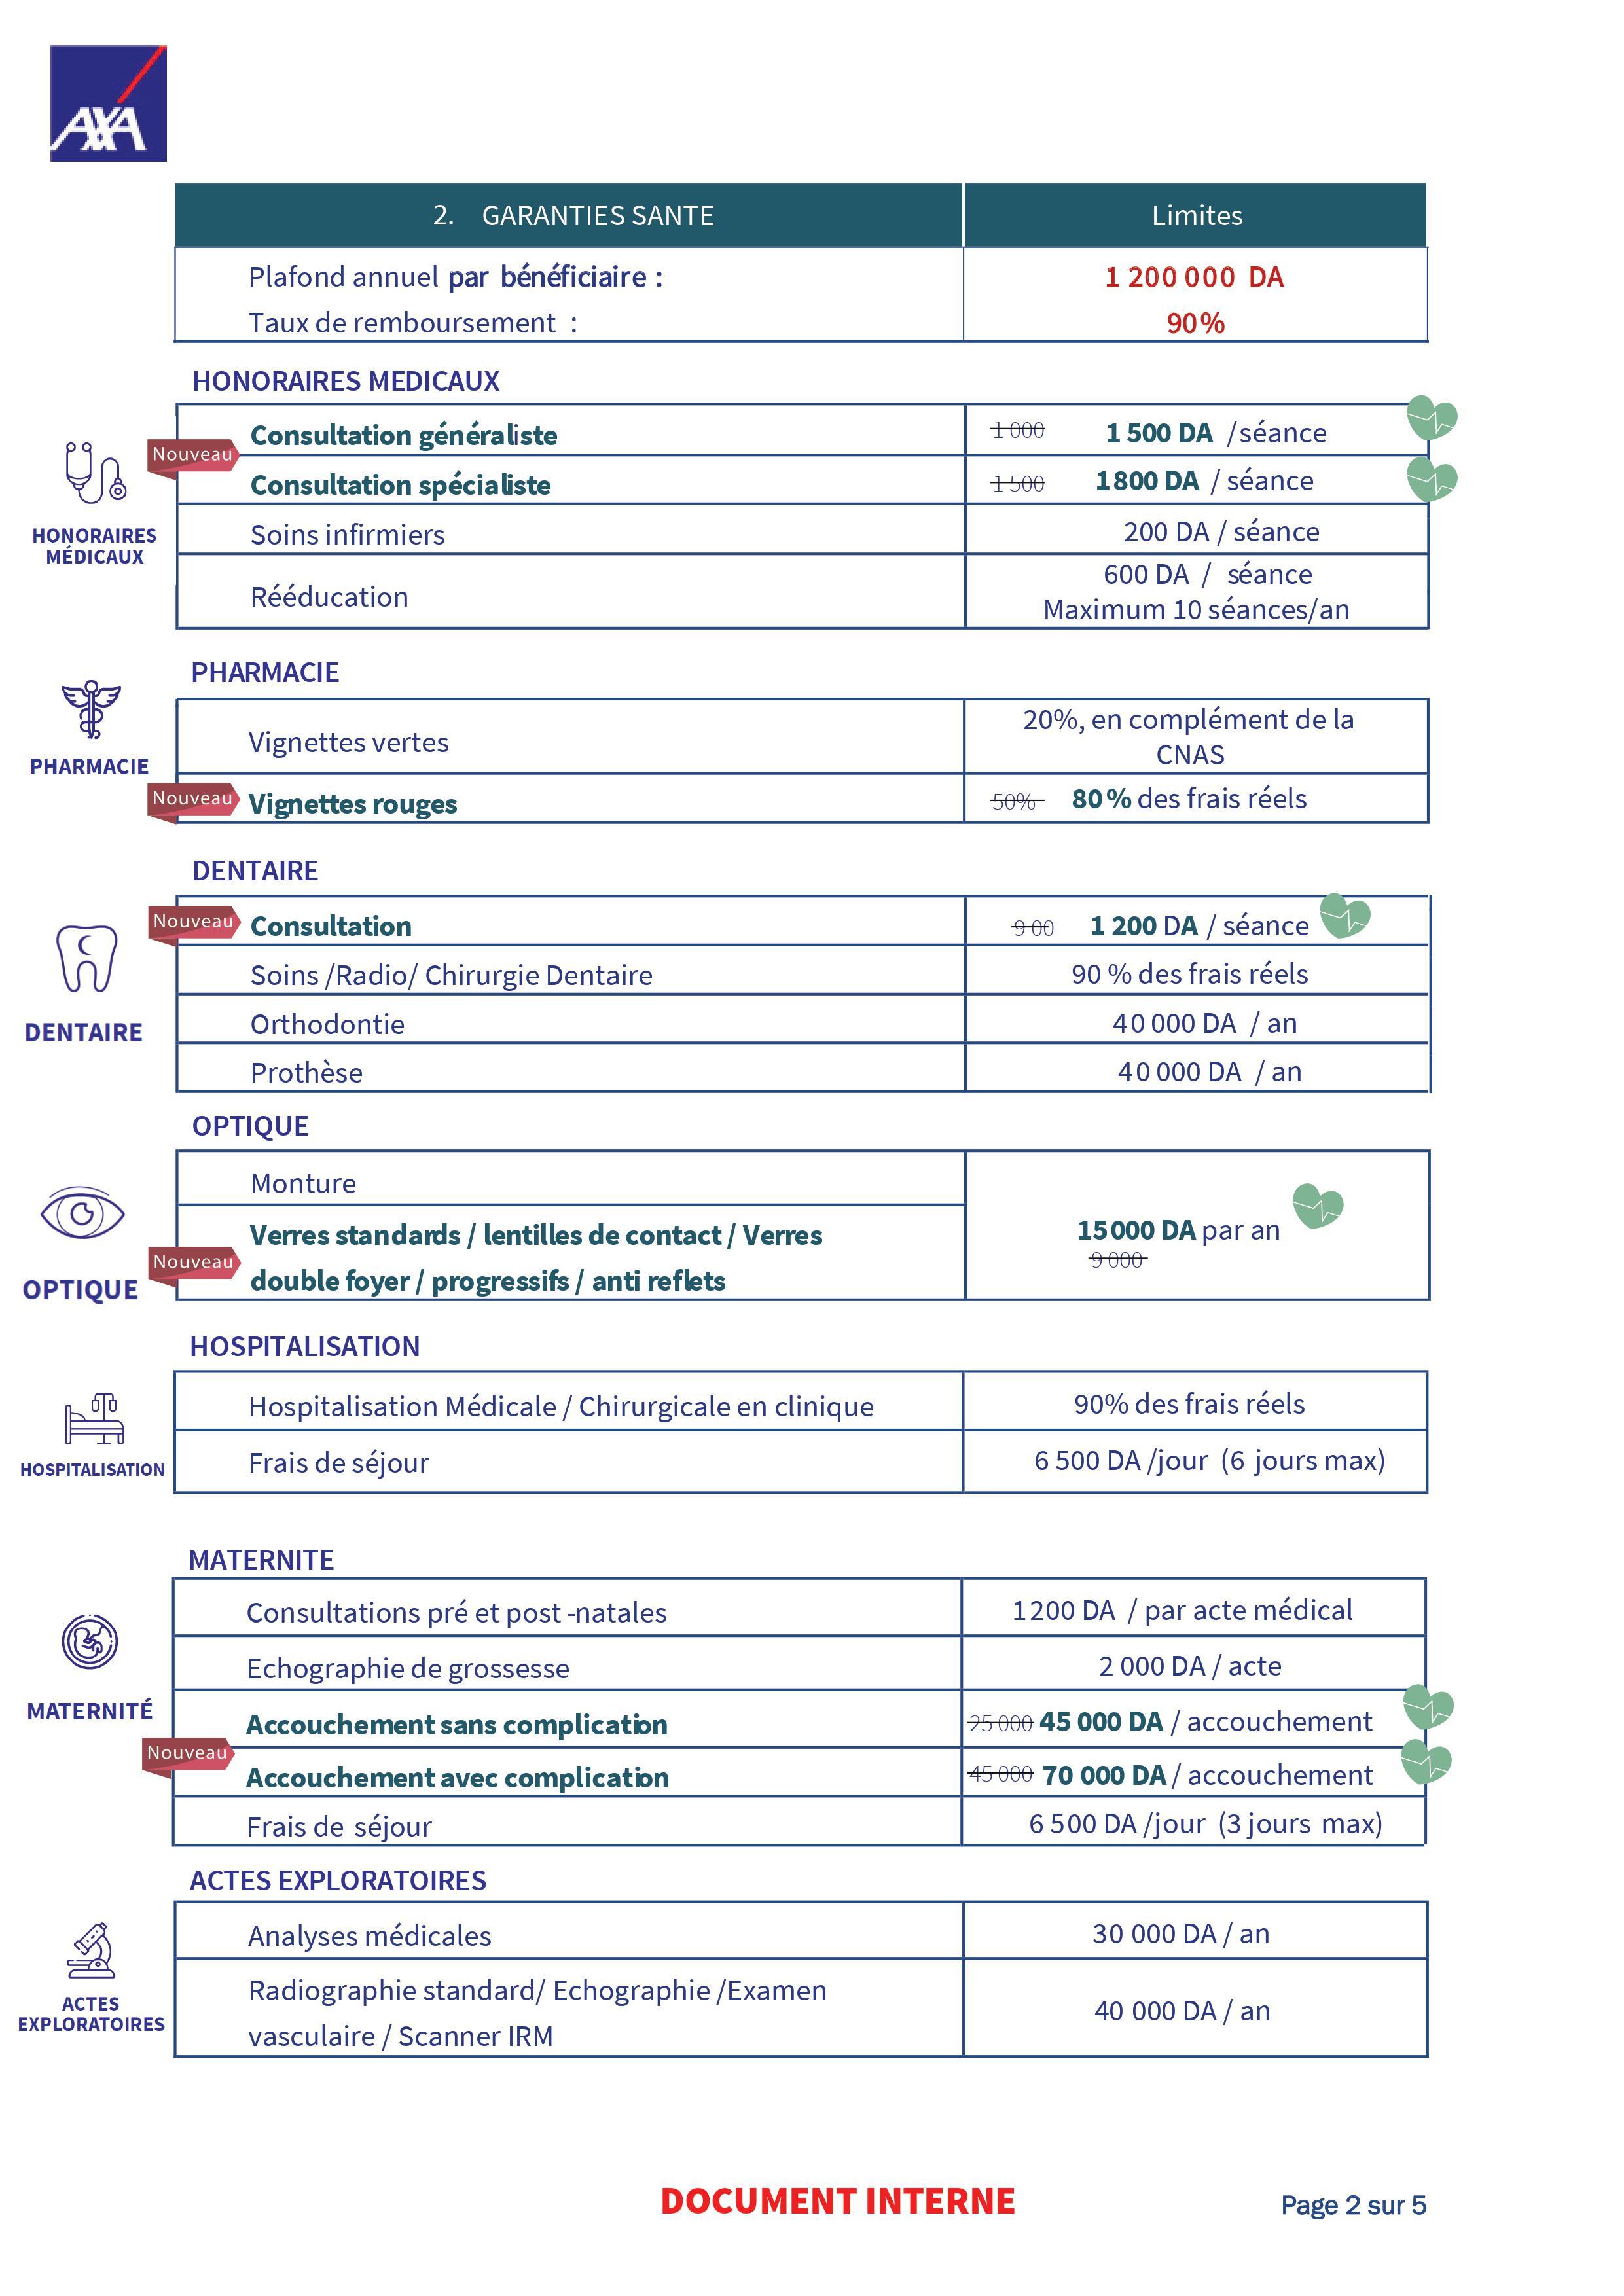 AXA
2. GARANTIES SANTE Limites
Plafond annuel par bénéficiaire : 1 200 000 DA
Taux de remboursement : 90%
HONORAIRES MEDICAUX
Consultation généraliste 1 000 1 500 DA /séance
Nouveau
Consultation spécialiste 1 500 1800 DA / séance
HONORAIRES
MÉDICAUX
Soins infirmiers 200 DA / séance
Rééducation 600 DA / séance
Maximum 10 séances/an
PHARMACIE
PHARMACIE
Vignettes vertes 20%, en complément de la
CNAS
Nouveau Vignettes rouges 50% 80% des frais réels
DENTAIRE
Nouveau Consultation 9 00 1 200 DA / séance
Soins /Radio/ Chirurgie Dentaire 90 % des frais réels
DENTAIRE
Orthodontie 40 000 DA / an
Prothèse 40 000 DA / an
OPTIQUE
Monture
Verres standards / lentilles de contact / Verres 15000 DA par an
Nouveau
9 000
double foyer / progressifs / anti reflets
OPTIQUE
HOSPITALISATION
Hospitalisation Médicale / Chirurgicale en clinique 90% des frais réels
HOSPITALISATION
Frais de séjour 6 500 DA /jour (6 jours max)
MATERNITE
Consultations pré et post -natales 1200 DA / par acte médical
Echographie de grossesse 2 000 DA / acte
MATERNITÉ
Accouchement sans complication 25 000 45 000 DA / accouchement
Nouveau
Accouchement avec complication 45 000 70 000 DA / accouchement
Frais de séjour 6 500 DA /jour (3 jours max)
ACTES EXPLORATOIRES
Analyses médicales 30 000 DA / an
ACTES
EXPLORATOIRES
Radiographie standard/ Echographie /Examen
vasculaire / Scanner IRM 40 000 DA / an
DOCUMENT INTERNE
Page 2 sur 5